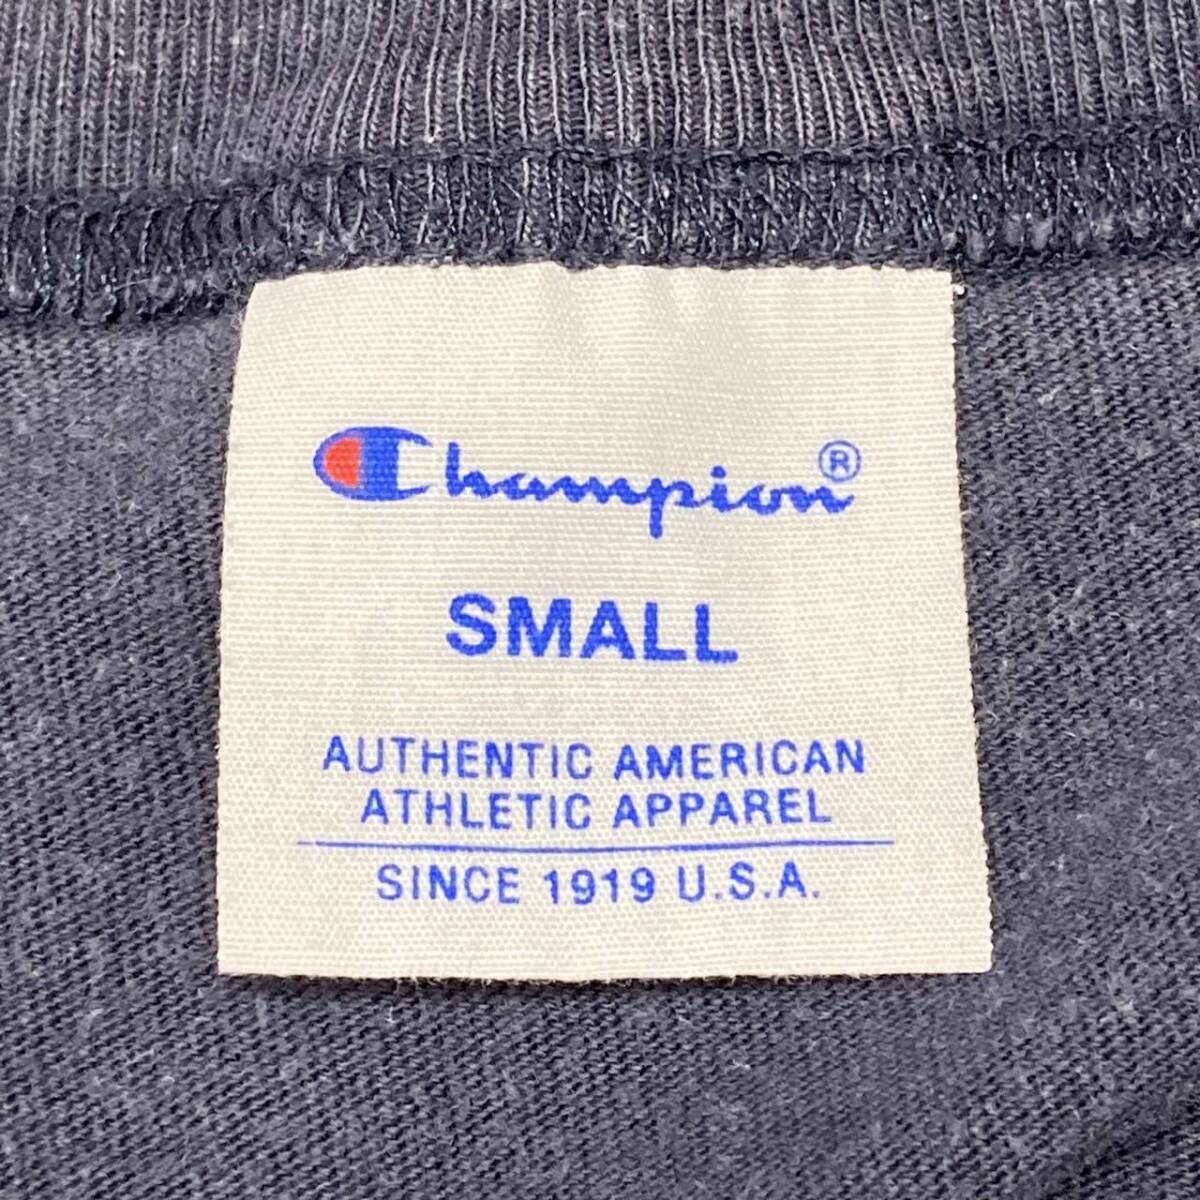 Champion®
SMALL
AUTHENTIC AMERICAN
ATHLETIC APPAREL
SINCE 1919 U.S.A.